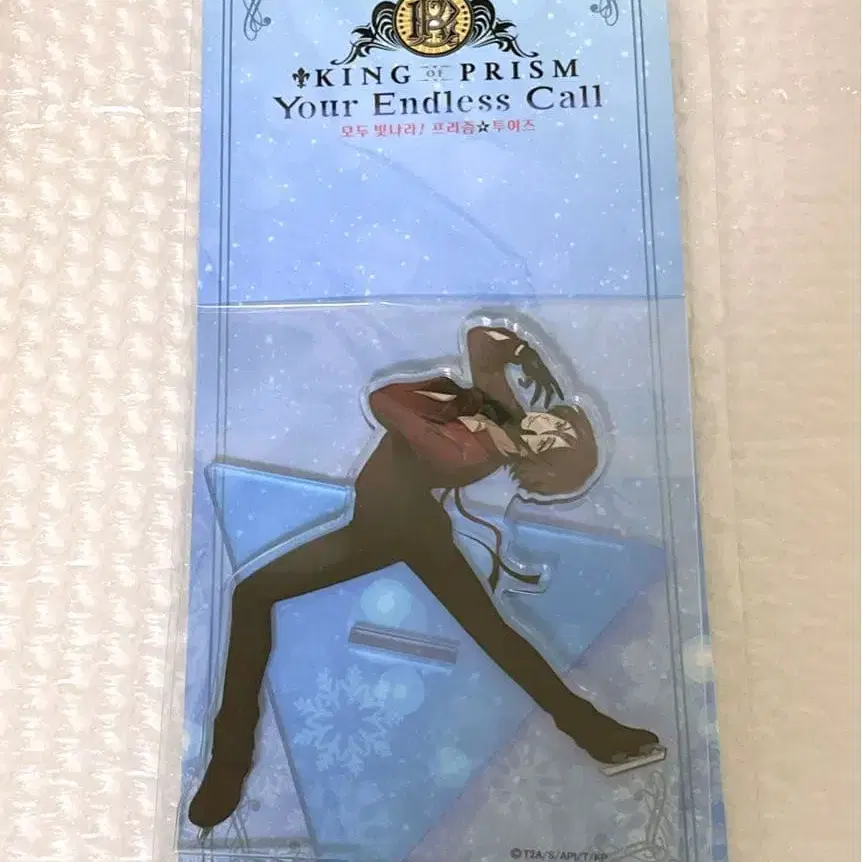 KING OF PRISM
Your Endless Call
모두 빛나라! 프리즘☆투어즈
©T2A/S/API/T/KP